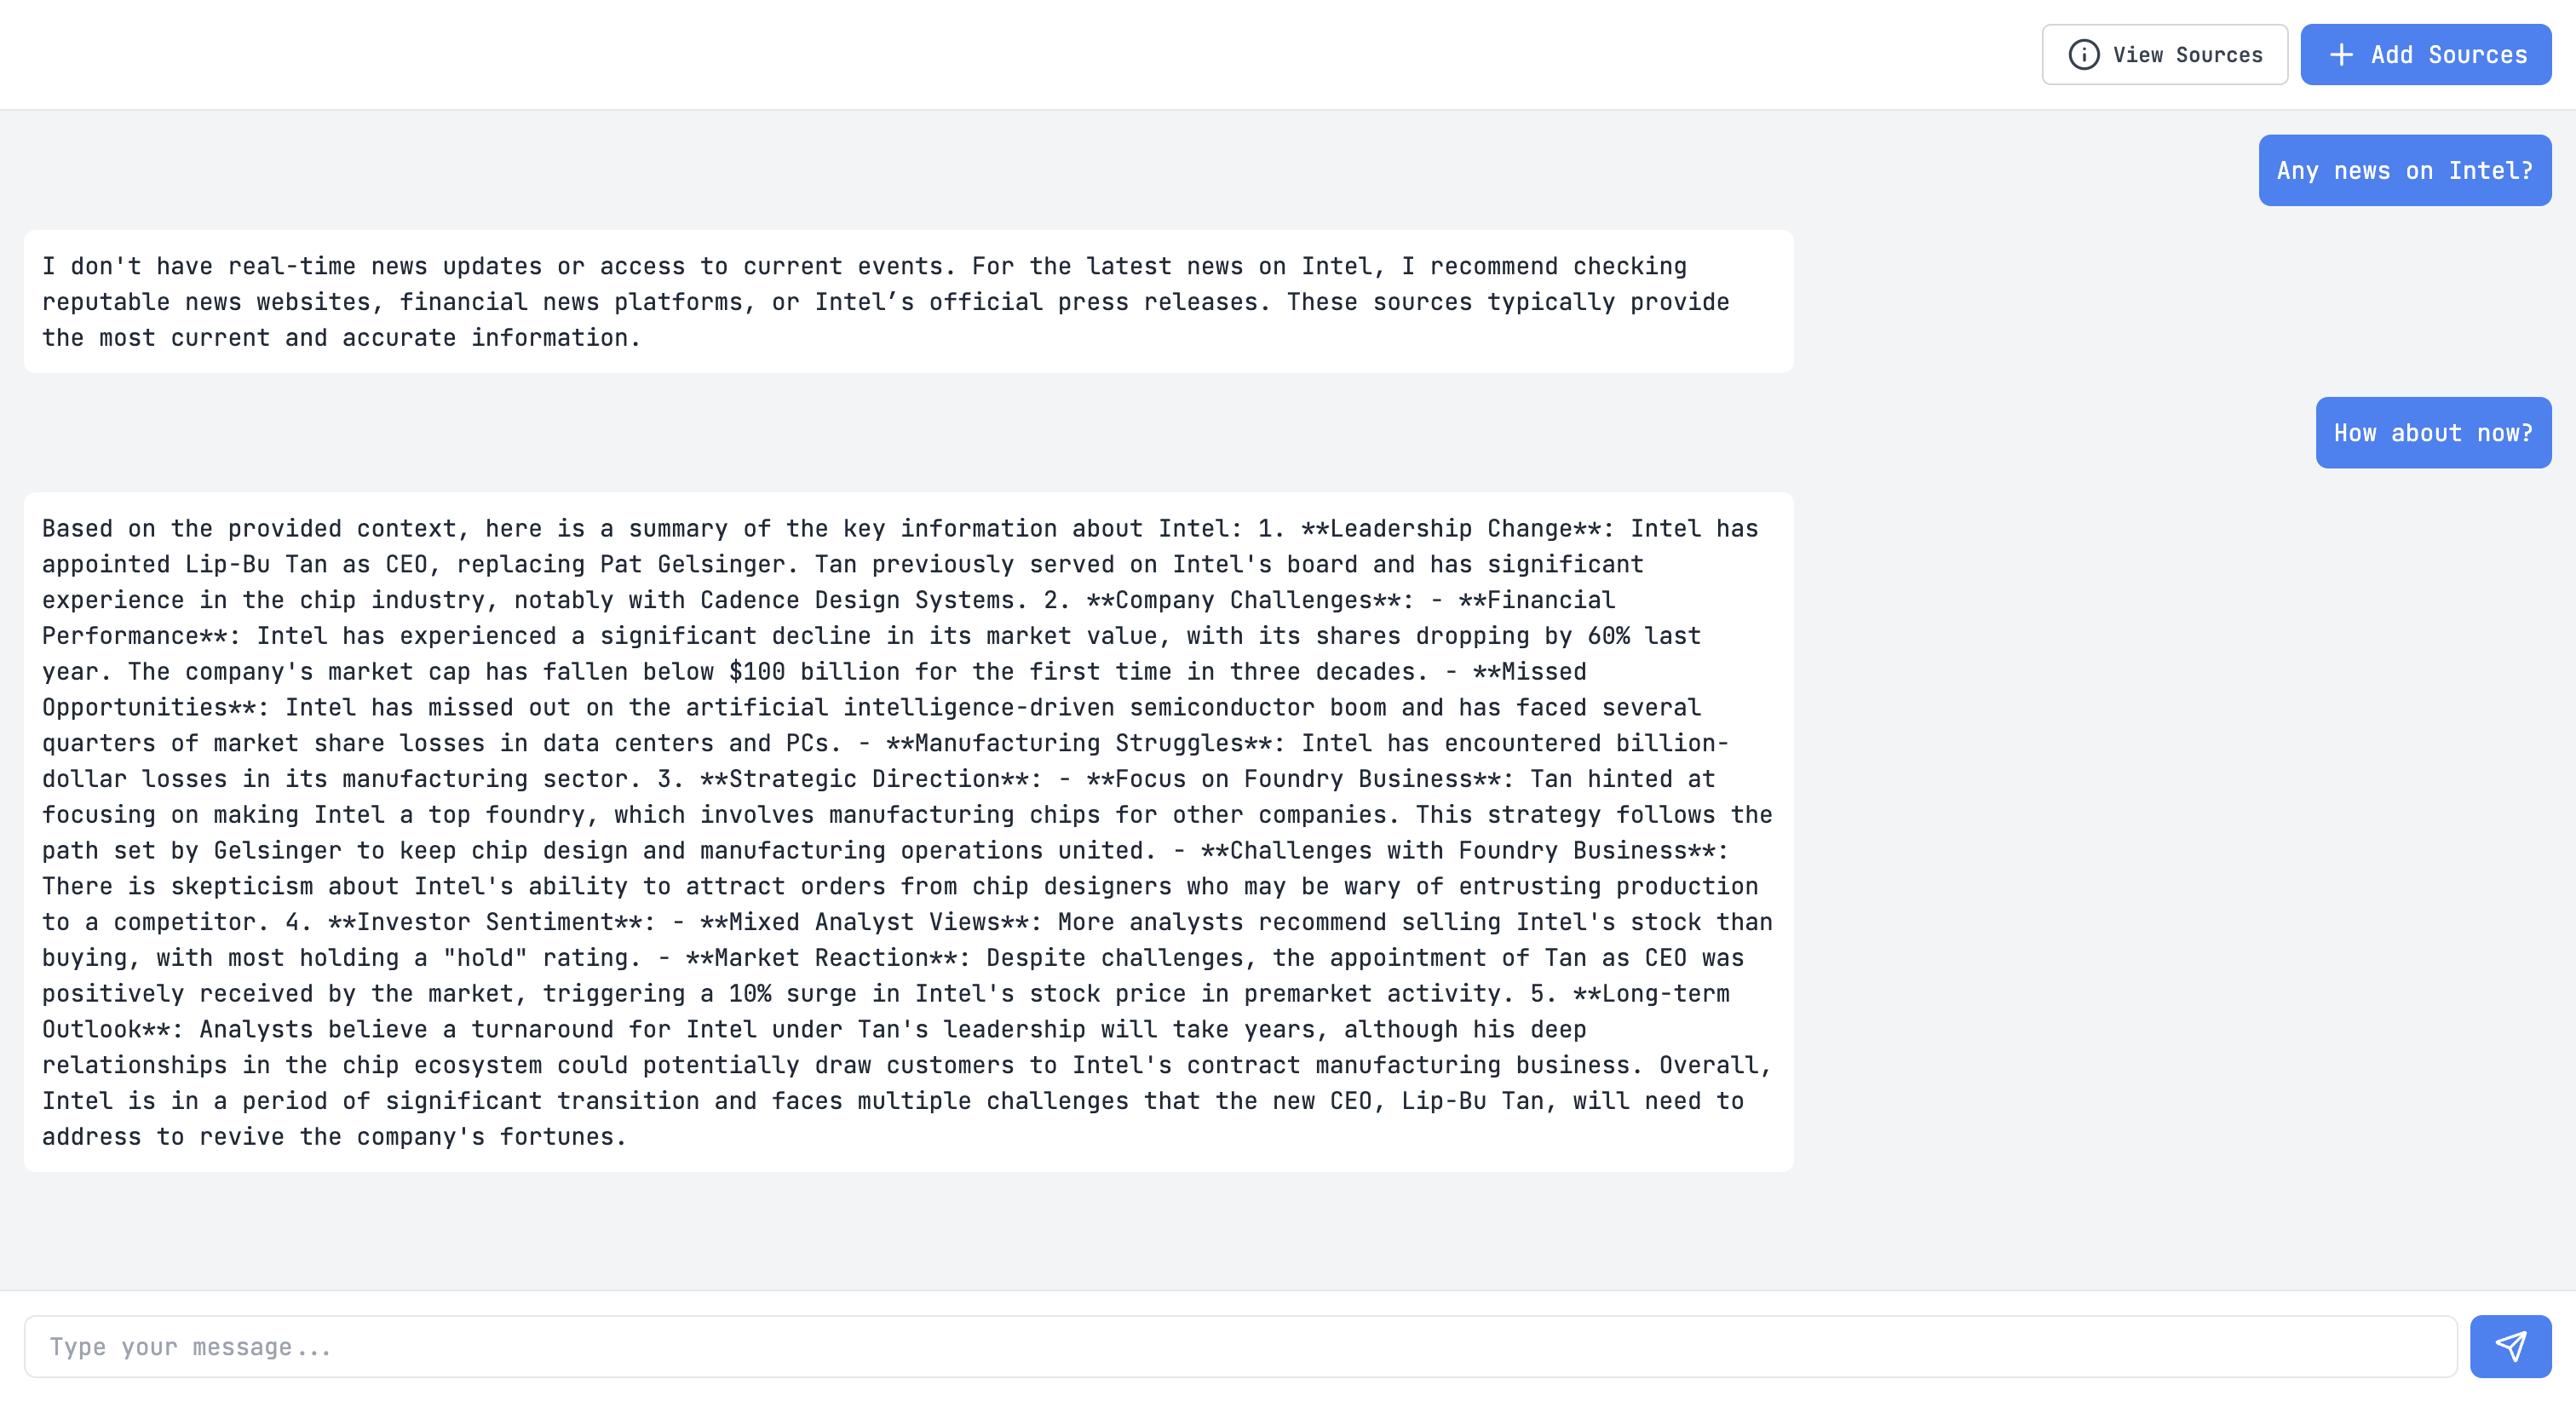 View Sources
Add Sources
Any news on Intel?
I don't have real-time news updates or access to current events. For the latest news on Intel, I recommend checking
reputable news websites, financial news platforms, or Intel’s official press releases. These sources typically provide
the most current and accurate information.
How about now?
Based on the provided context, here is a summary of the key information about Intel: 1. **Leadership Change**: Intel has
appointed Lip-Bu Tan as CEO, replacing Pat Gelsinger. Tan previously served on Intel's board and has significant
experience in the chip industry, notably with Cadence Design Systems. 2. **Company Challenges**: - **Financial
Performance**: Intel has experienced a significant decline in its market value, with its shares dropping by 60% last
year. The company's market cap has fallen below $100 billion for the first time in three decades. - **Missed
Opportunities**: Intel has missed out on the artificial intelligence-driven semiconductor boom and has faced several
quarters of market share losses in data centers and PCs. - **Manufacturing Struggles**: Intel has encountered billion-
dollar losses in its manufacturing sector. 3. **Strategic Direction**: - **Focus on Foundry Business**: Tan hinted at
focusing on making Intel a top foundry, which involves manufacturing chips for other companies. This strategy follows the
path set by Gelsinger to keep chip design and manufacturing operations united. - **Challenges with Foundry Business**:
There is skepticism about Intel's ability to attract orders from chip designers who may be wary of entrusting production
to a competitor. 4. **Investor Sentiment**: - **Mixed Analyst Views**: More analysts recommend selling Intel's stock than
buying, with most holding a "hold" rating. - **Market Reaction**: Despite challenges, the appointment of Tan as CEO was
positively received by the market, triggering a 10% surge in Intel's stock price in premarket activity. 5. **Long-term
Outlook**: Analysts believe a turnaround for Intel under Tan's leadership will take years, although his deep
relationships in the chip ecosystem could potentially draw customers to Intel's contract manufacturing business. Overall,
Intel is in a period of significant transition and faces multiple challenges that the new CEO, Lip-Bu Tan, will need to
address to revive the company's fortunes.
Type your message...